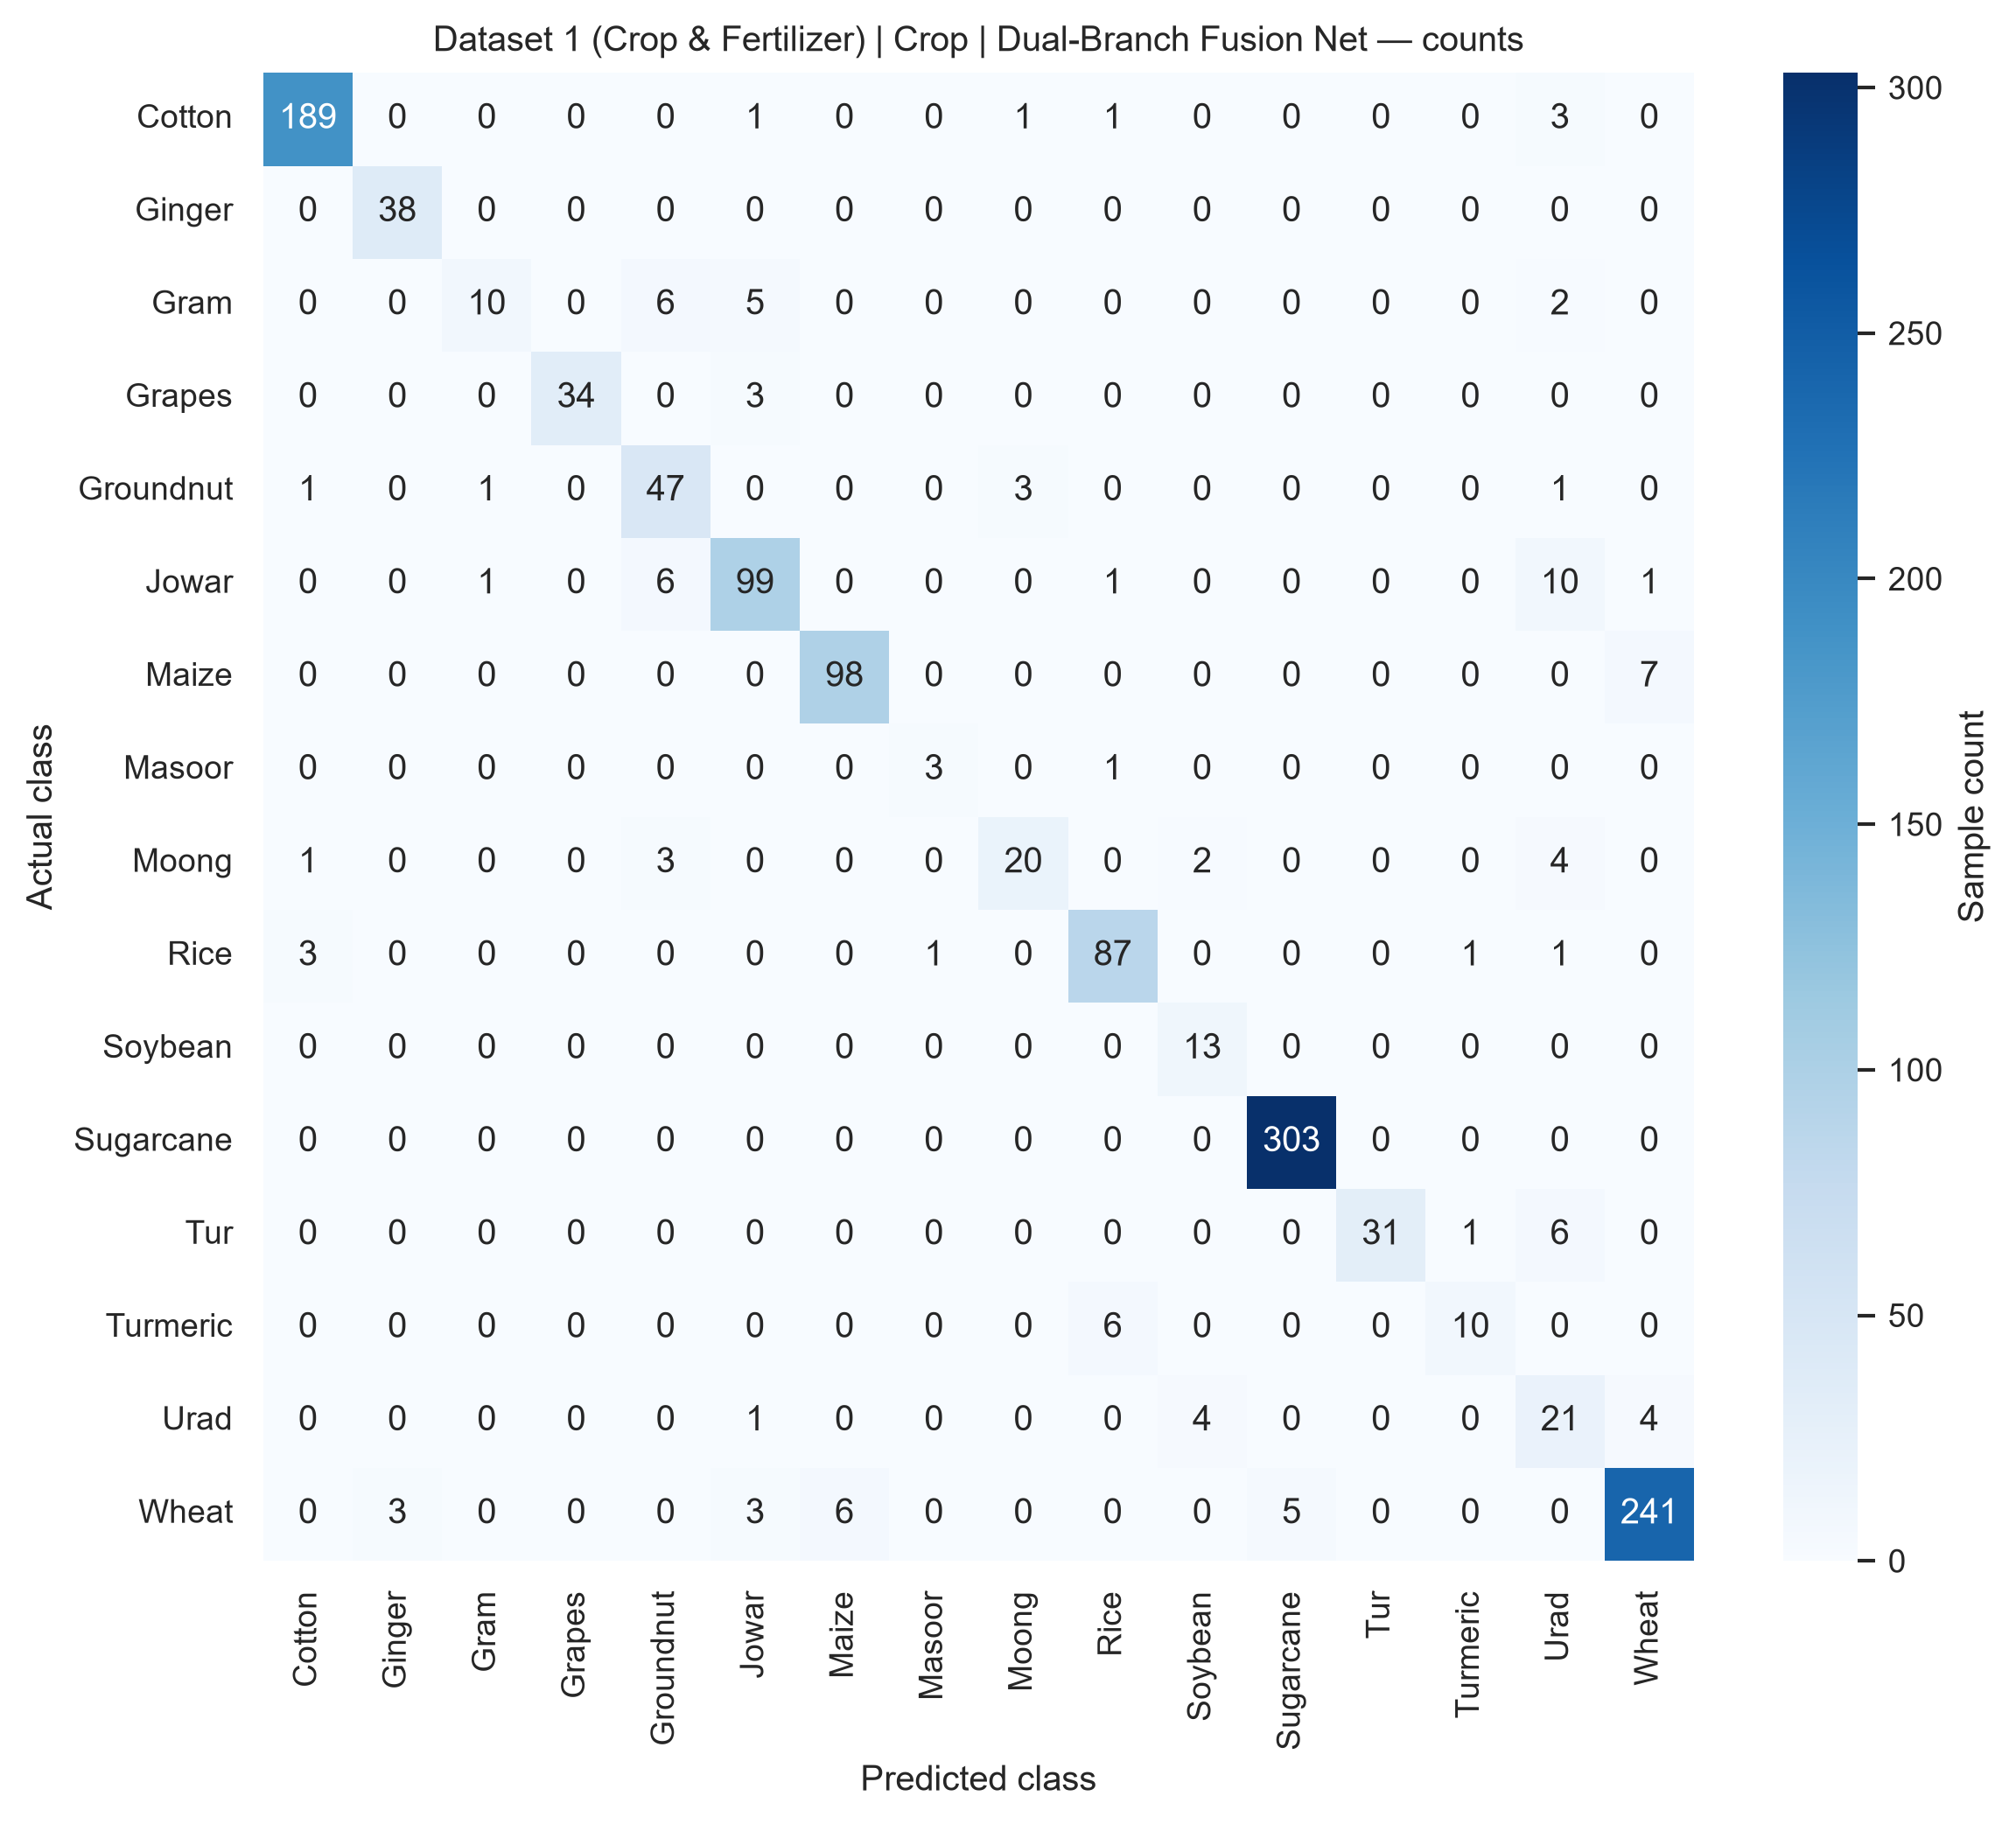 Dataset 1 (Crop & Fertilizer) | Crop | Dual-Branch Fusion Net — counts
Cotton 189 0 0 0 0 1 0 0 1 1 0 0 0 0 3 0
Ginger 0 38 0 0 0 0 0 0 0 0 0 0 0 0 0 0
Gram 0 0 10 0 6 5 0 0 0 0 0 0 0 0 2 0
Grapes 0 0 0 34 0 3 0 0 0 0 0 0 0 0 0 0
Groundnut 1 0 1 0 47 0 0 0 3 0 0 0 0 0 1 0
Jowar 0 0 1 0 6 99 0 0 0 1 0 0 0 0 10 1
Maize 0 0 0 0 0 0 98 0 0 0 0 0 0 0 0 7
Masoor 0 0 0 0 0 0 0 3 0 1 0 0 0 0 0 0
Moong 1 0 0 0 3 0 0 0 20 0 2 0 0 0 4 0
Rice 3 0 0 0 0 0 0 1 0 87 0 0 0 1 1 0
Soybean 0 0 0 0 0 0 0 0 0 0 13 0 0 0 0 0
Sugarcane 0 0 0 0 0 0 0 0 0 0 0 303 0 0 0 0
Tur 0 0 0 0 0 0 0 0 0 0 0 0 31 1 6 0
Turmeric 0 0 0 0 0 0 0 0 0 6 0 0 0 10 0 0
Urad 0 0 0 0 0 1 0 0 0 0 4 0 0 0 21 4
Wheat 0 3 0 0 0 3 6 0 0 0 0 5 0 0 0 241
Cotton Ginger Gram Grapes Groundnut Jowar Maize Masoor Moong Rice Soybean Sugarcane Tur Turmeric Urad Wheat
Predicted class
Actual class
300
250
200
150
100
50
0
Sample count